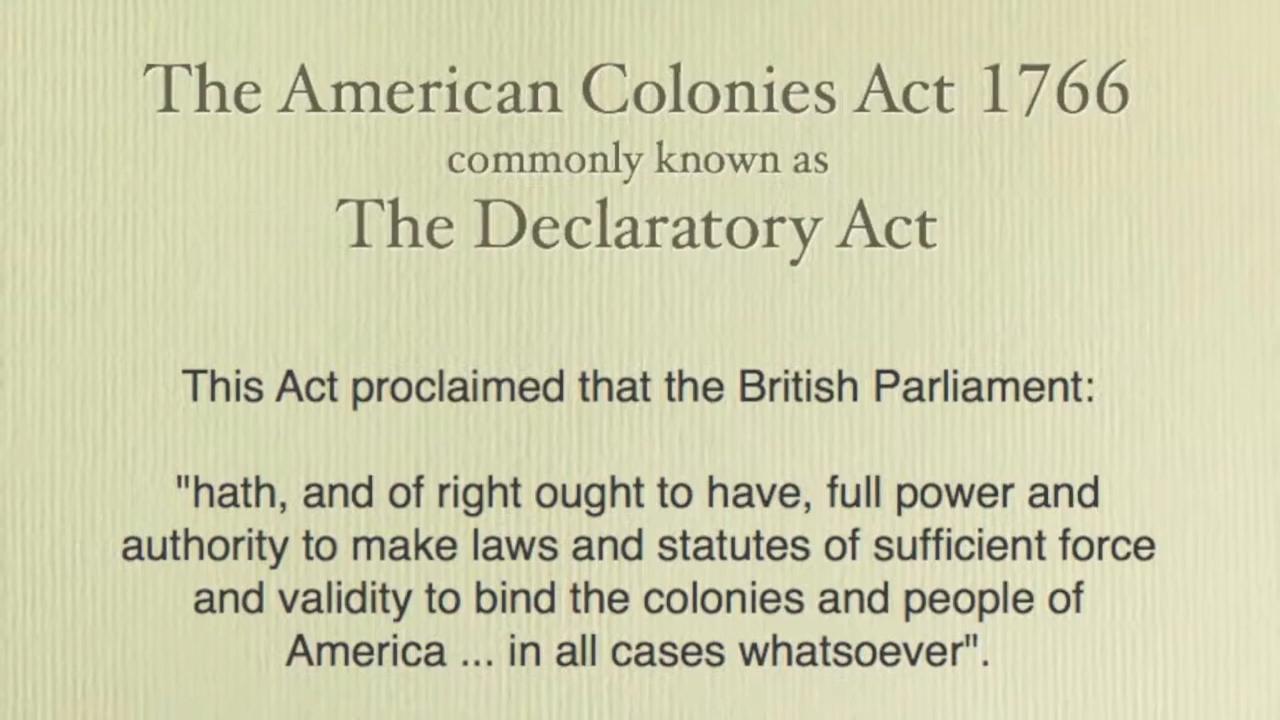 The American Colonies Act 1766
commonly known as
The Declaratory Act
This Act proclaimed that the British Parliament:
"hath, and of right ought to have, full power and
authority to make laws and statutes of sufficient force
and validity to bind the colonies and people of
America ... in all cases whatsoever".